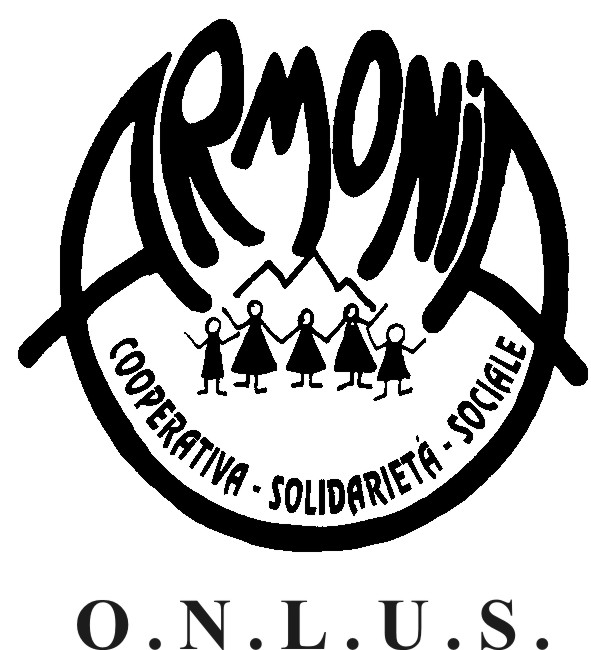 ARMONiA
COOPERATIVA - SOLIDARIETÁ - SOCIALE
O.N.L.U.S.